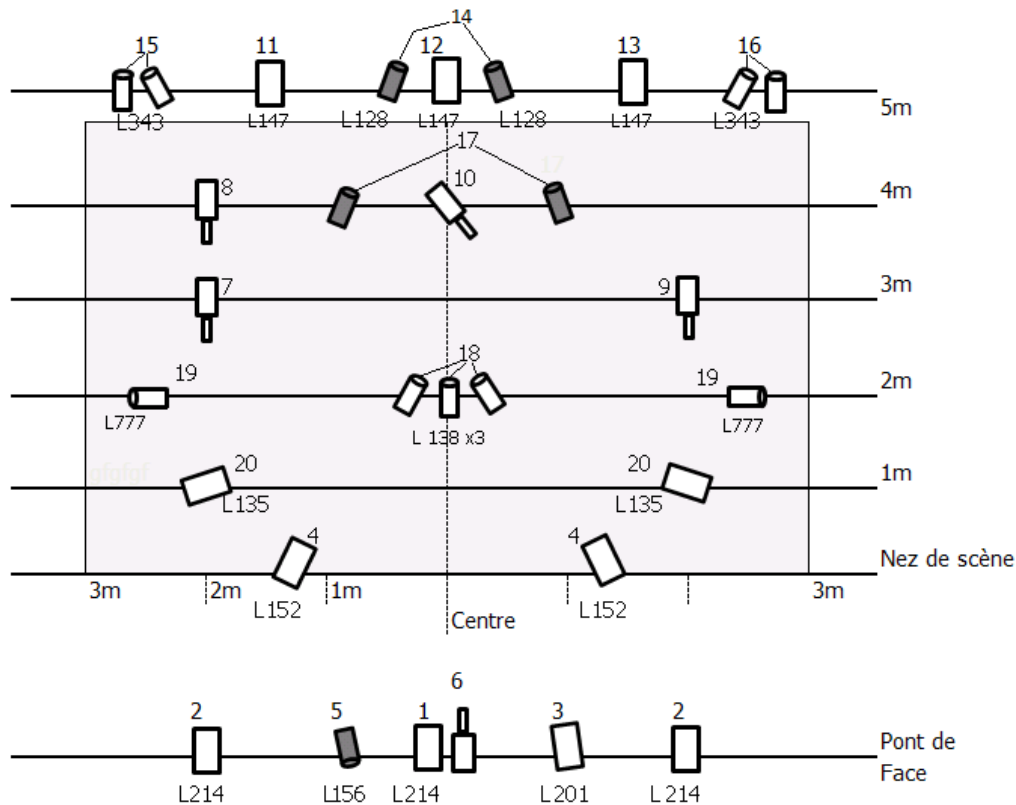 14
15 11 12 13 16
5m
L343 L147 L128 L147 L128 L147 L343
17 17
8 10 4m
7 9 3m
18
19 19 2m
L777 L 138 x3 L777
gfgfgf 20 20 1m
L135 L135
4 4 Nez de scène
3m 2m 1m 3m
L152 L152
Centre
6
2 5 1 3 2
Pont de
Face
L214 L156 L214 L201 L 214